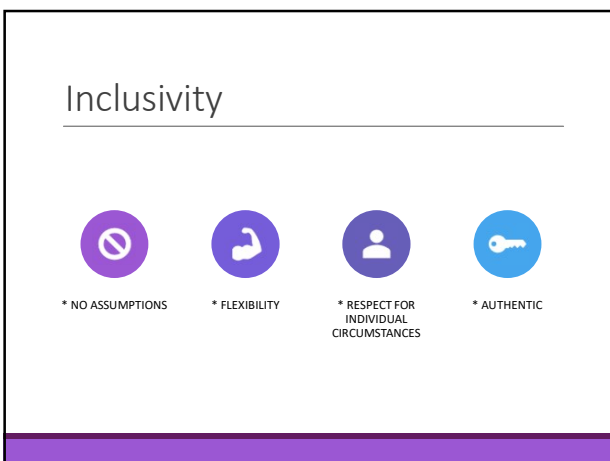 Inclusivity
* NO ASSUMPTIONS
* FLEXIBILITY
* RESPECT FOR
INDIVIDUAL
CIRCUMSTANCES
* AUTHENTIC